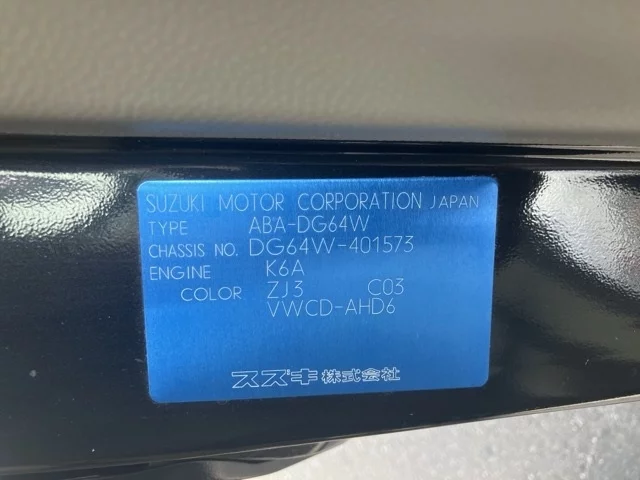 SUZUKI MOTOR CORPORATION JAPAN
TYPE ABA-DG64W
CHASSIS NO. DG64W-401573
ENGINE K6A
COLOR ZJ3 C03
VWCD-AHD6
スズキ株式会社